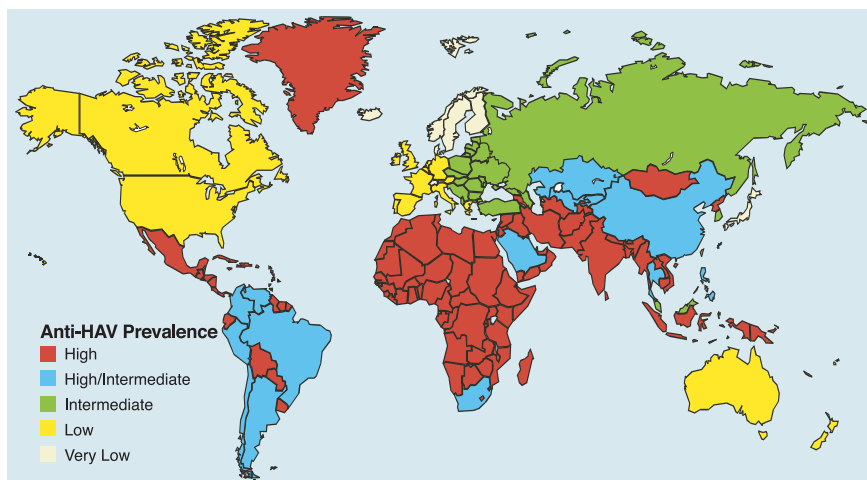 Anti-HAV Prevalence
High
High/Intermediate
Intermediate
Low
Very Low